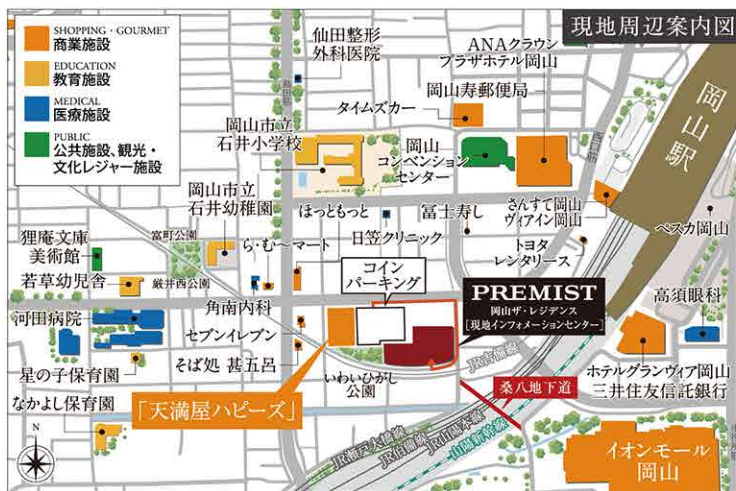 現地周辺案内図
SHOPPING・GOURMET
商業施設
EDUCATION
教育施設
MEDICAL
医療施設
PUBLIC
公共施設、観光・
文化レジャー施設
仙田整形
外科医院
ANAクラウン
プラザホテル岡山
岡山寿郵便局
タイムズカー
岡山駅
西口筋
岡山市立
石井小学校
岡山
コンベンション
センター
岡山市立
石井幼稚園
ほっともっと
冨士寿し
さんすて岡山
ヴィアイン岡山
ペスカ岡山
富町公園
狸庵文庫
美術館
ら・む〜マート
日笠クリニック
トヨタ
レンタリース
若草幼児舎
巌井西公園
コイン
パーキング
PREMIST
岡山ザ・レジデンス
[現地インフォメーションセンター]
高須眼科
河田病院
角南内科
セブンイレブン
JR吉備線
星の子保育園
そば処 甚五呂
いわいひがし
公園
ホテルグランヴィア岡山
三井住友信託銀行
「天満屋ハピーズ」
桑八地下道
なかよし保育園
N
JR瀬戸大橋線
JR伯備線
JR山陽本線
山陽新幹線
イオンモール
岡山